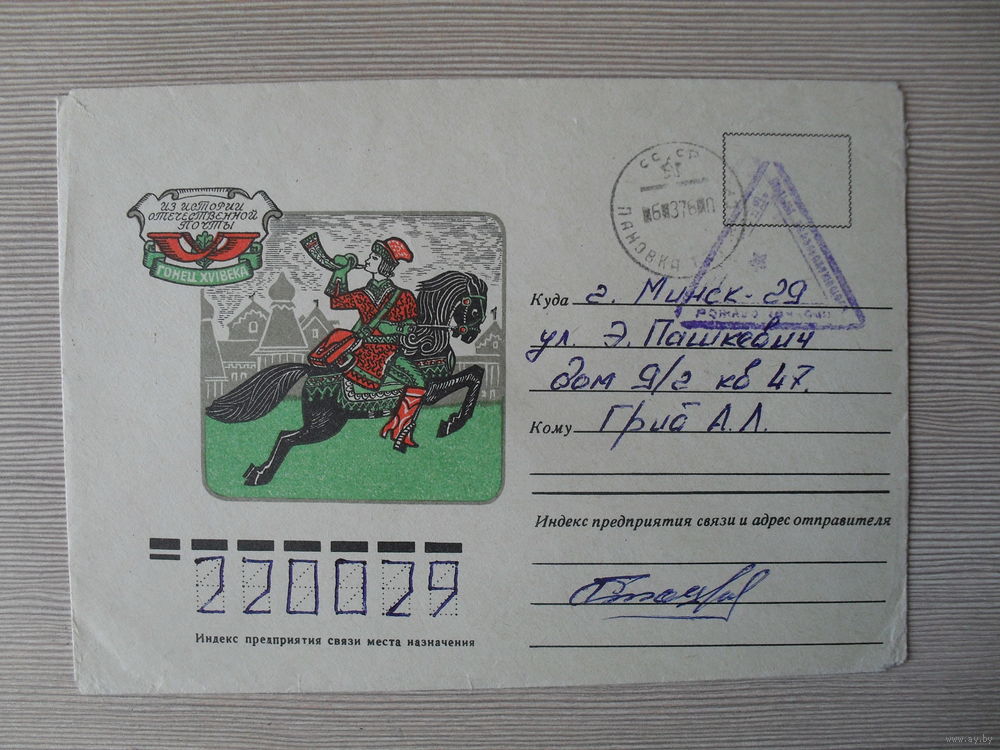 ИЗ ИСТОРИИ
ОТЕЧЕСТВЕННОЙ
ПОЧТЫ
ГОНЕЦ XVI ВЕКА
СССР
Куда г. Минск-29
ул. Э. Пашкевич
дом 9/2 кв 47.
Кому Гриб А.Л.
Индекс предприятия связи и адрес отправителя
220029
Индекс предприятия связи места назначения
www.ay.by